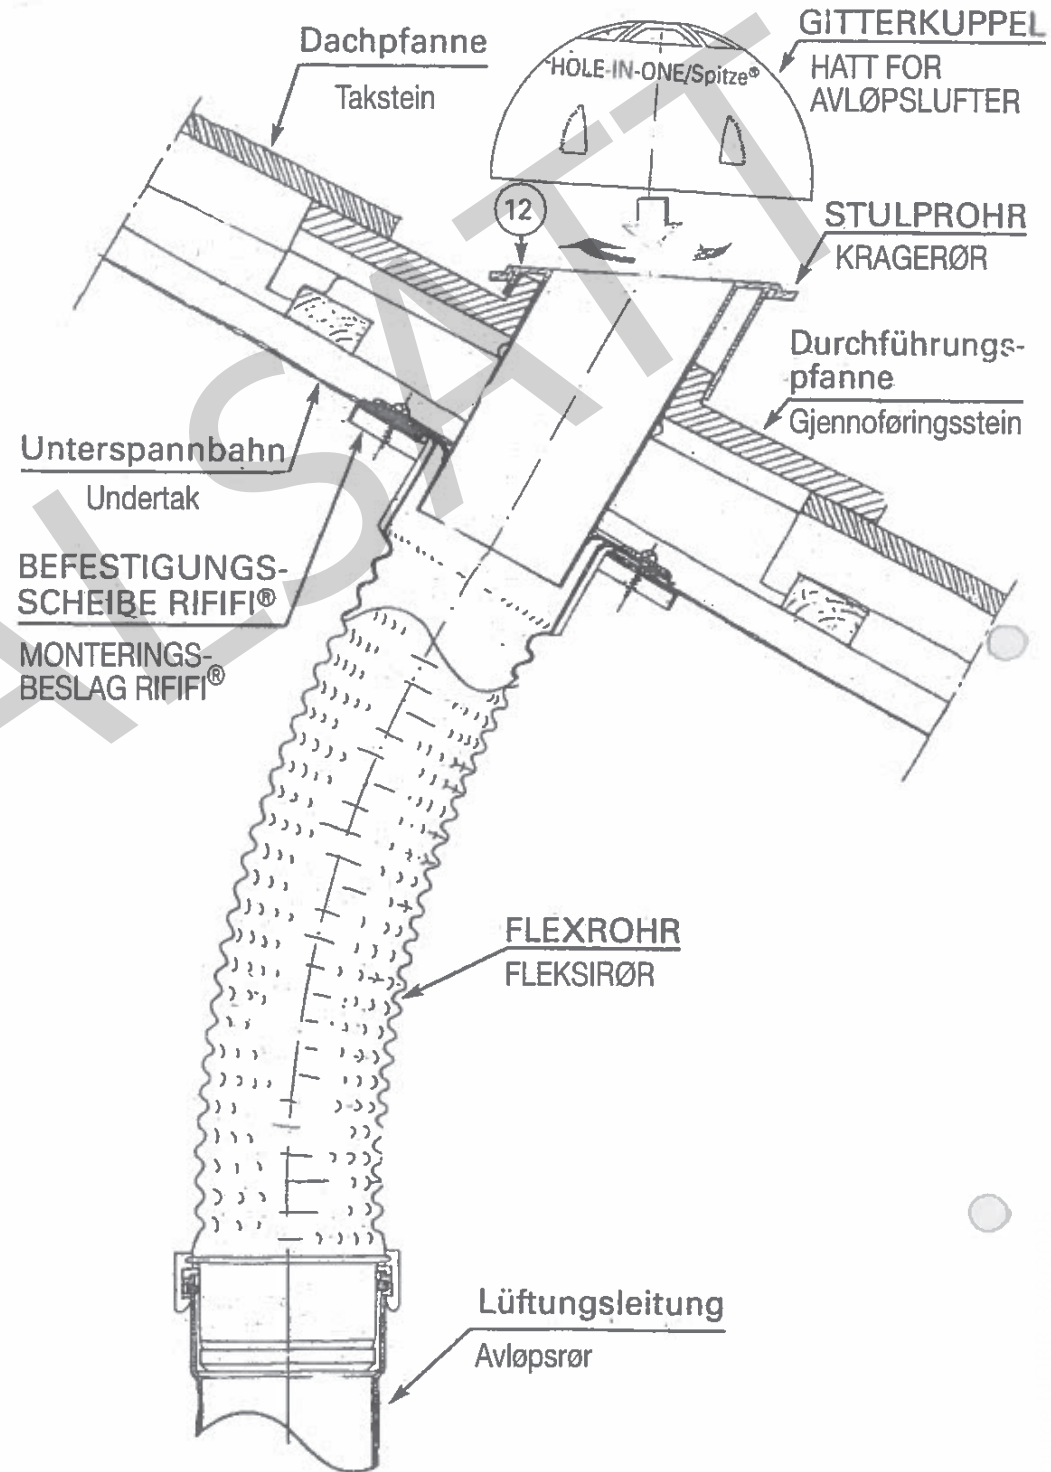 Dachpfanne
Takstein
GITTERKUPPEL
HATT FOR
AVLØPSLUFTER
"HOLE-IN-ONE/Spitze®
12
STULPROHR
KRAGERØR
Durchführungs-
pfanne
Gjennoføringsstein
Unterspannbahn
Undertak
BEFESTIGUNGS-
SCHEIBE RIFIFI®
MONTERINGS-
BESLAG RIFIFI®
FLEXROHR
FLEKSIRØR
Lüftungsleitung
Avløpsrør
ALSATT